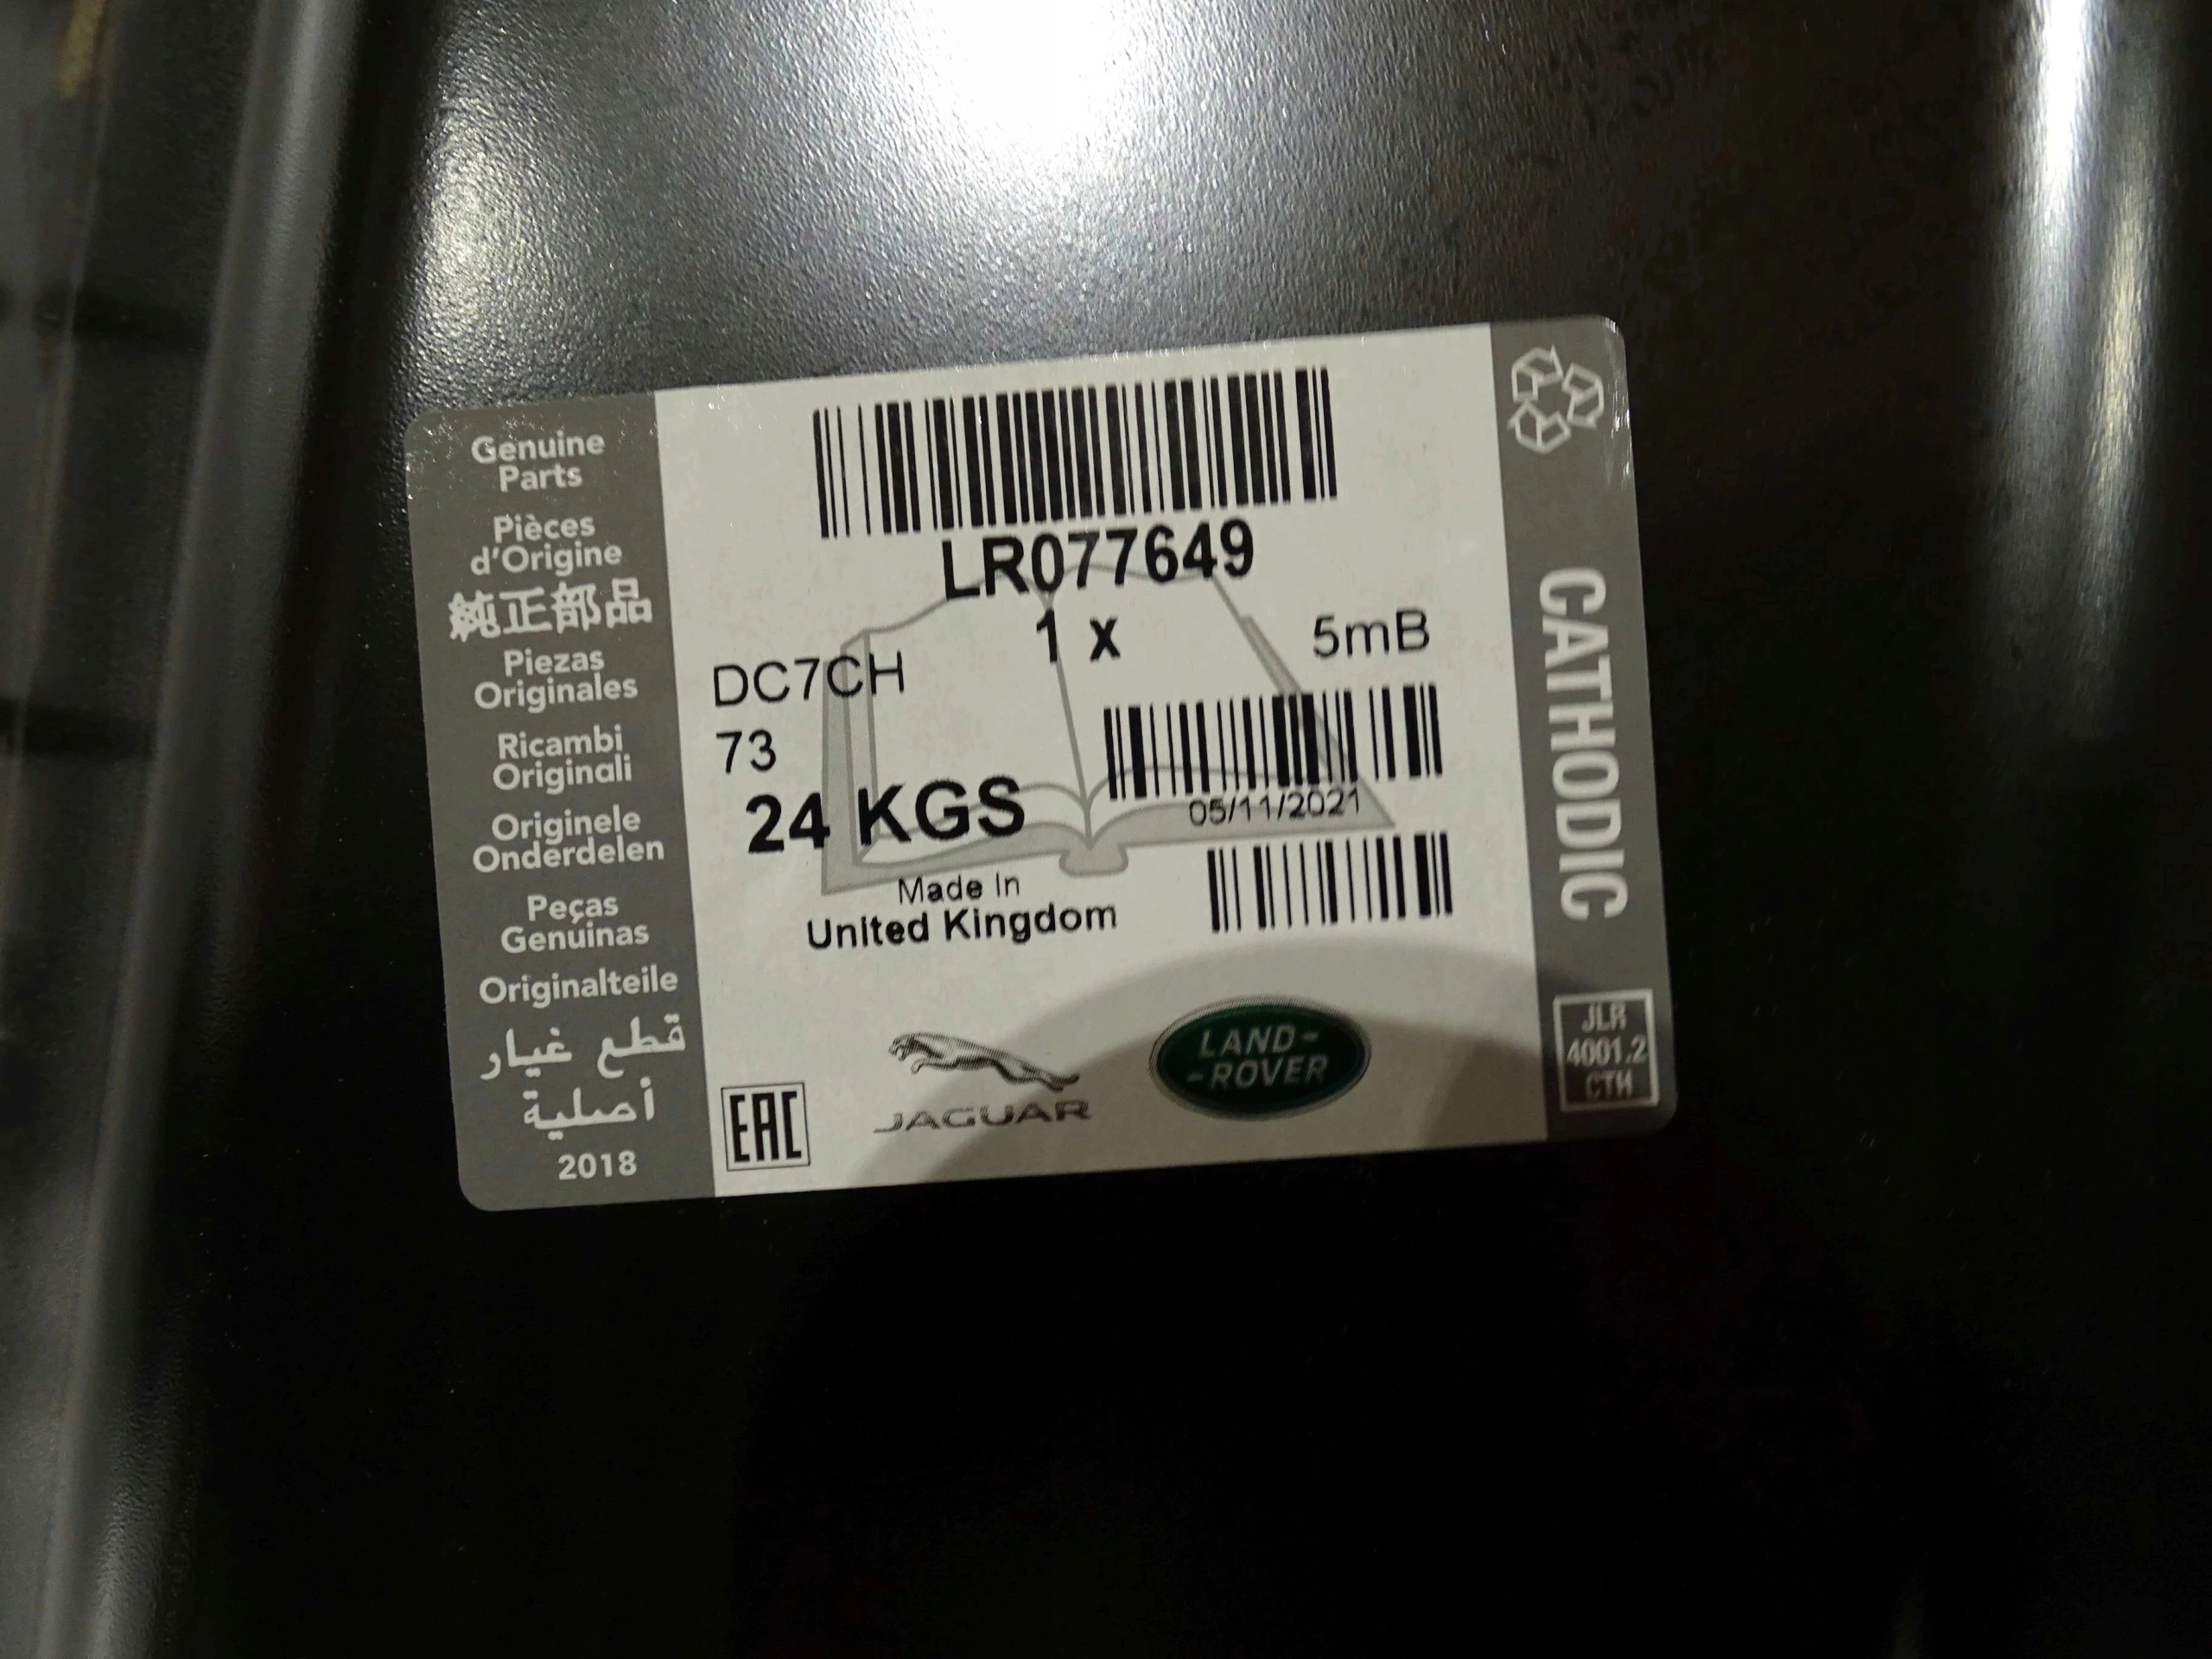 Genuine
Parts
Pièces
d'Origine
純正部品
Piezas
Originales
Ricambi
Originali
Originele
Onderdelen
Peças
Genuinas
Originalteile
قطع غيار
أصلية
2018
LR077649
1 x
5mB
DC7CH
73
24 KGS
05/11/2021
Made In
United Kingdom
EAC
JAGUAR
LAND-
-ROVER
CATHODIC
JLR
4001.2
CTH